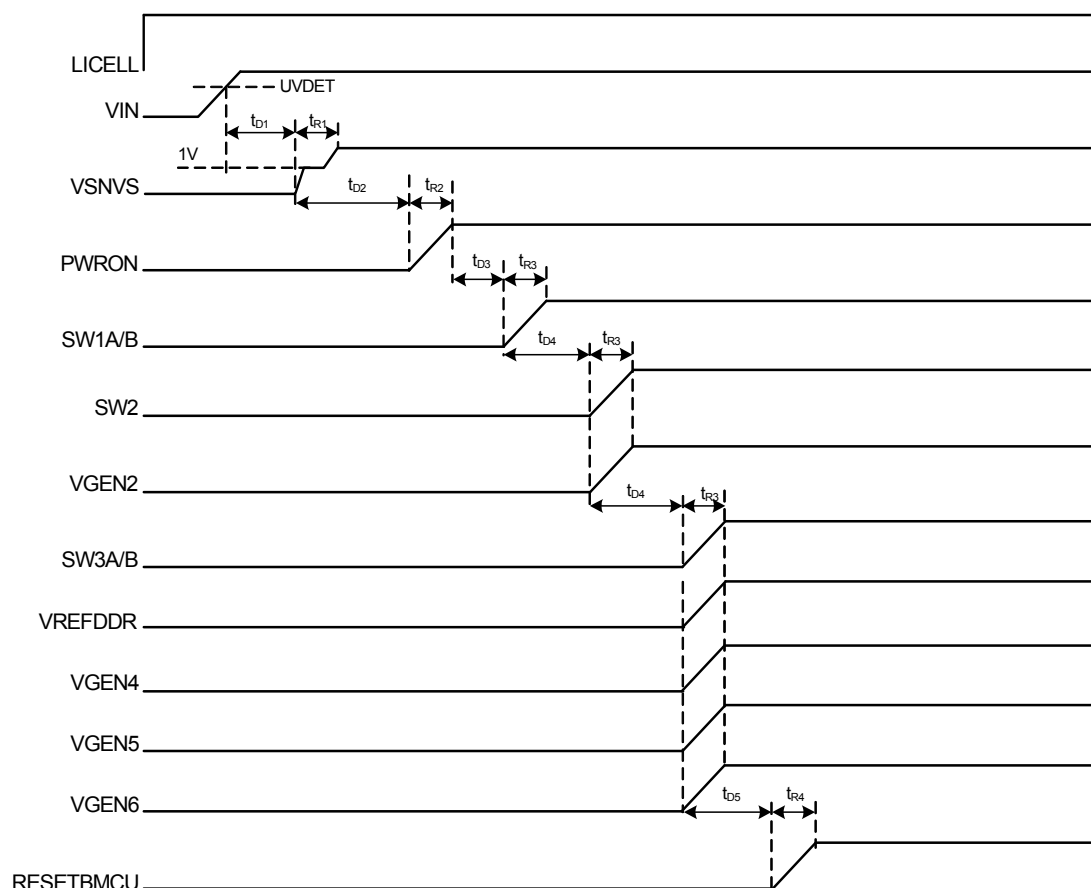 LICELL
UVDET
VIN
tD1 tR1
1V
VSNVS
tD2 tR2
PWRON
tD3 tR3
SW1A/B
tD4 tR3
SW2
VGEN2
tD4 tR3
SW3A/B
VREFDDR
VGEN4
VGEN5
VGEN6
tD5 tR4
RESETBMCU